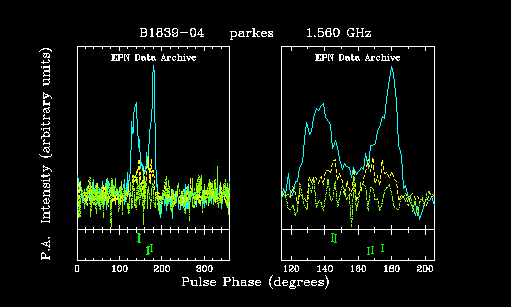 B1839-04 parkes 1.560 GHz
EPN Data Archive EPN Data Archive
P.A. Intensity (arbitrary units)
0 100 200 300 120 140 160 180 200
Pulse Phase (degrees)